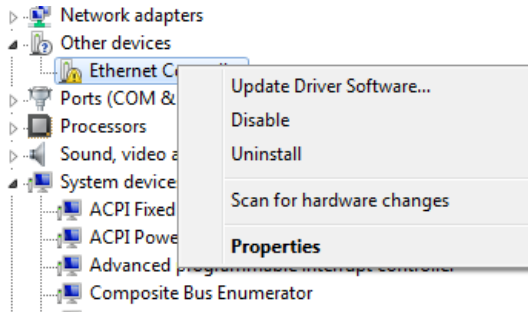 Network adapters
Other devices
Ethernet C
Ports (COM &
Processors
Sound, video a
System device
ACPI Fixed
ACPI Powe
Advanced programmable interrupt controller
Composite Bus Enumerator
Update Driver Software...
Disable
Uninstall
Scan for hardware changes
Properties